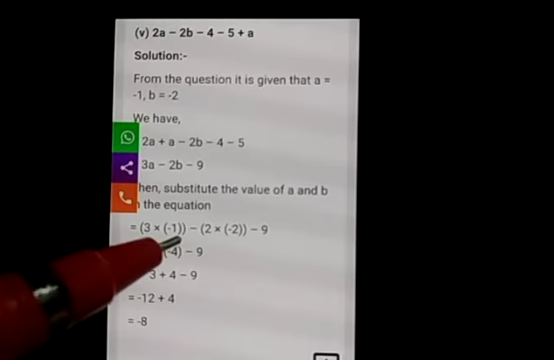 (v) 2a – 2b – 4 – 5 + a
Solution:-
From the question it is given that a =
-1, b = -2
We have,
2a + a – 2b – 4 – 5
3a – 2b – 9
hen, substitute the value of a and b
the equation
= (3 × (-1)) – (2 × (-2)) – 9
(-4) – 9
3 + 4 – 9
= -12 + 4
= -8